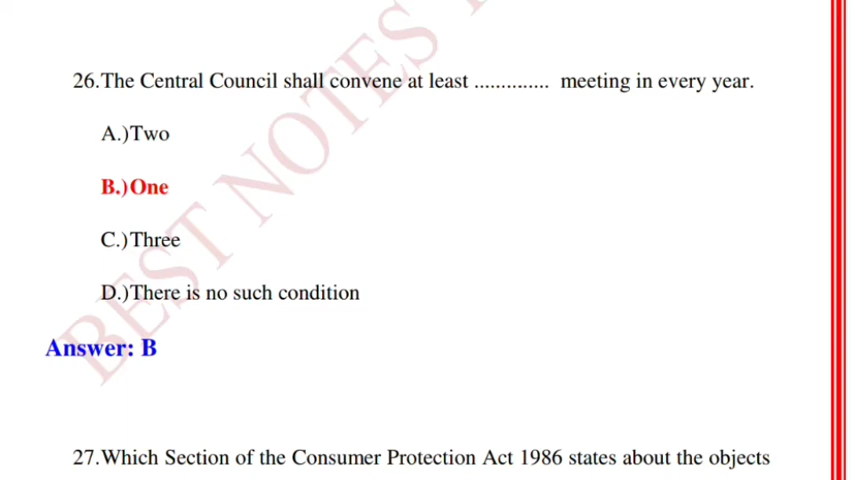 26.The Central Council shall convene at least .............. meeting in every year.
A.)Two
B.)One
C.)Three
D.)There is no such condition
Answer: B
27.Which Section of the Consumer Protection Act 1986 states about the objects
BEST NOTES